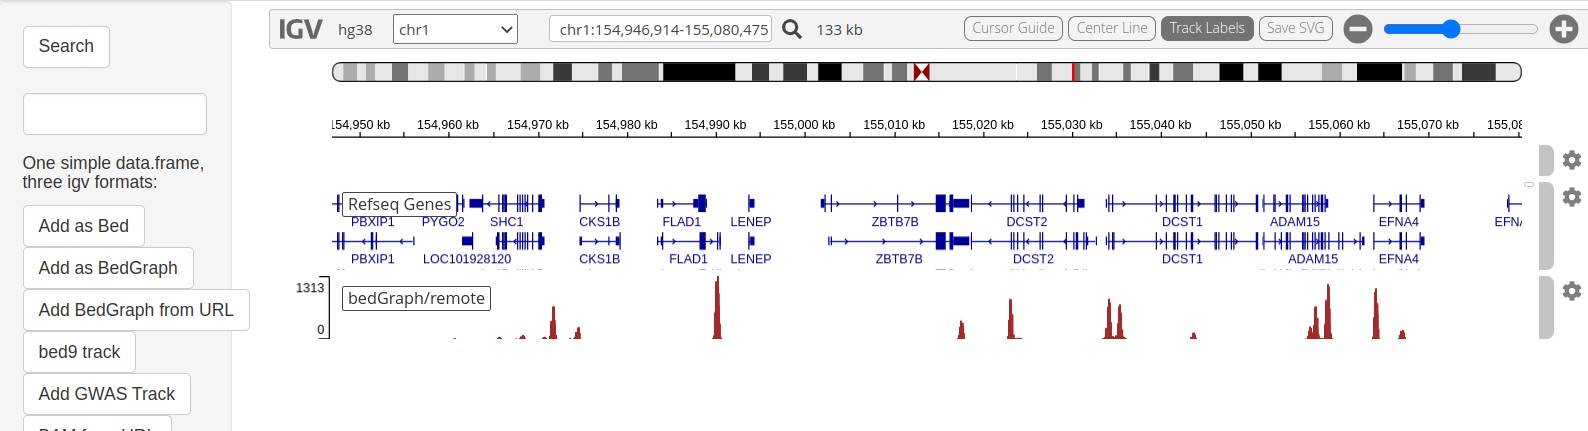 Search
One simple data.frame,
three igv formats:
Add as Bed
Add as BedGraph
Add BedGraph from URL
bed9 track
Add GWAS Track
IGV hg38 chr1 chr1:154,946,914-155,080,475 133 kb Cursor Guide Center Line Track Labels Save SVG
154,950 kb 154,960 kb 154,970 kb 154,980 kb 154,990 kb 155,000 kb 155,010 kb 155,020 kb 155,030 kb 155,040 kb 155,050 kb 155,060 kb 155,070 kb 155,08
Refseq Genes
PBXIP1 PYGO2 SHC1 CKS1B FLAD1 LENEP ZBTB7B DCST2 DCST1 ADAM15 EFNA4 EFN
PBXIP1 LOC101928120 CKS1B FLAD1 LENEP ZBTB7B DCST2 DCST1 ADAM15 EFNA4
1313
bedGraph/remote
0